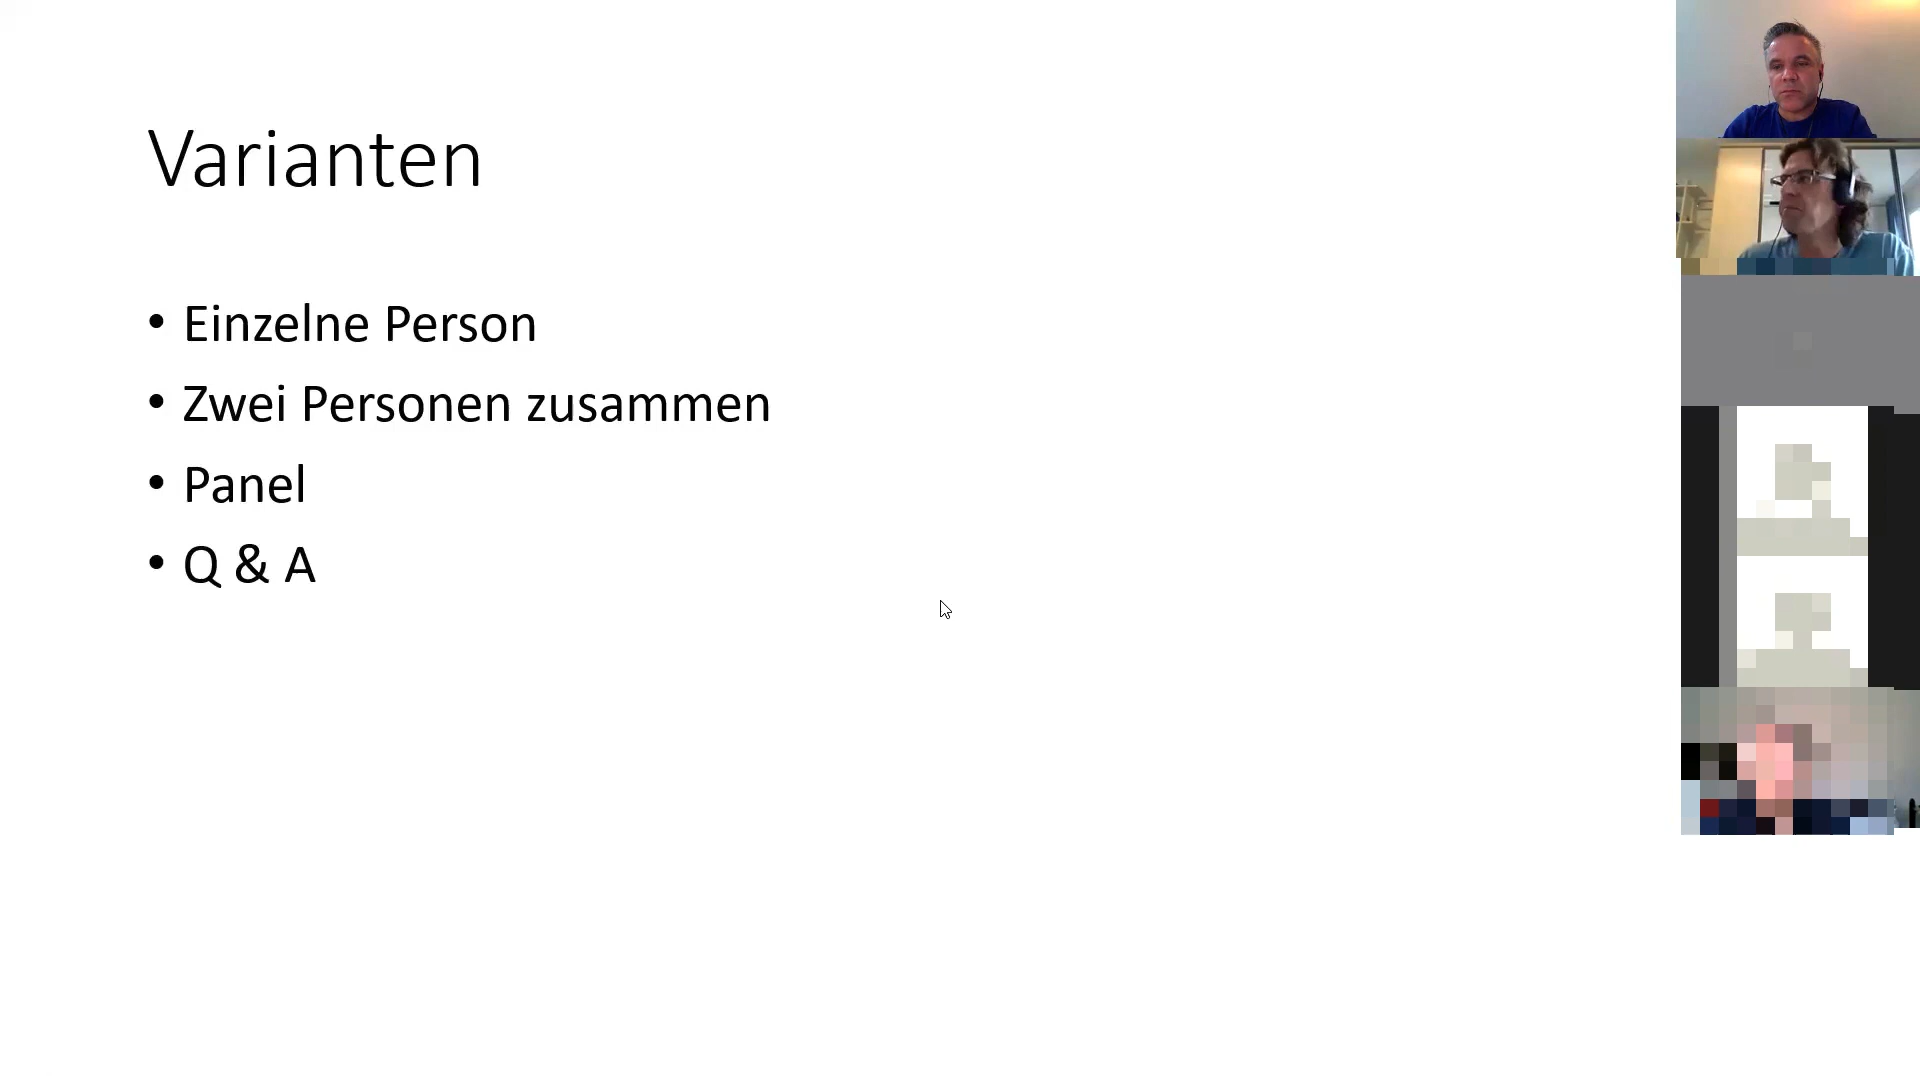 Varianten
• Einzelne Person
• Zwei Personen zusammen
• Panel
• Q & A